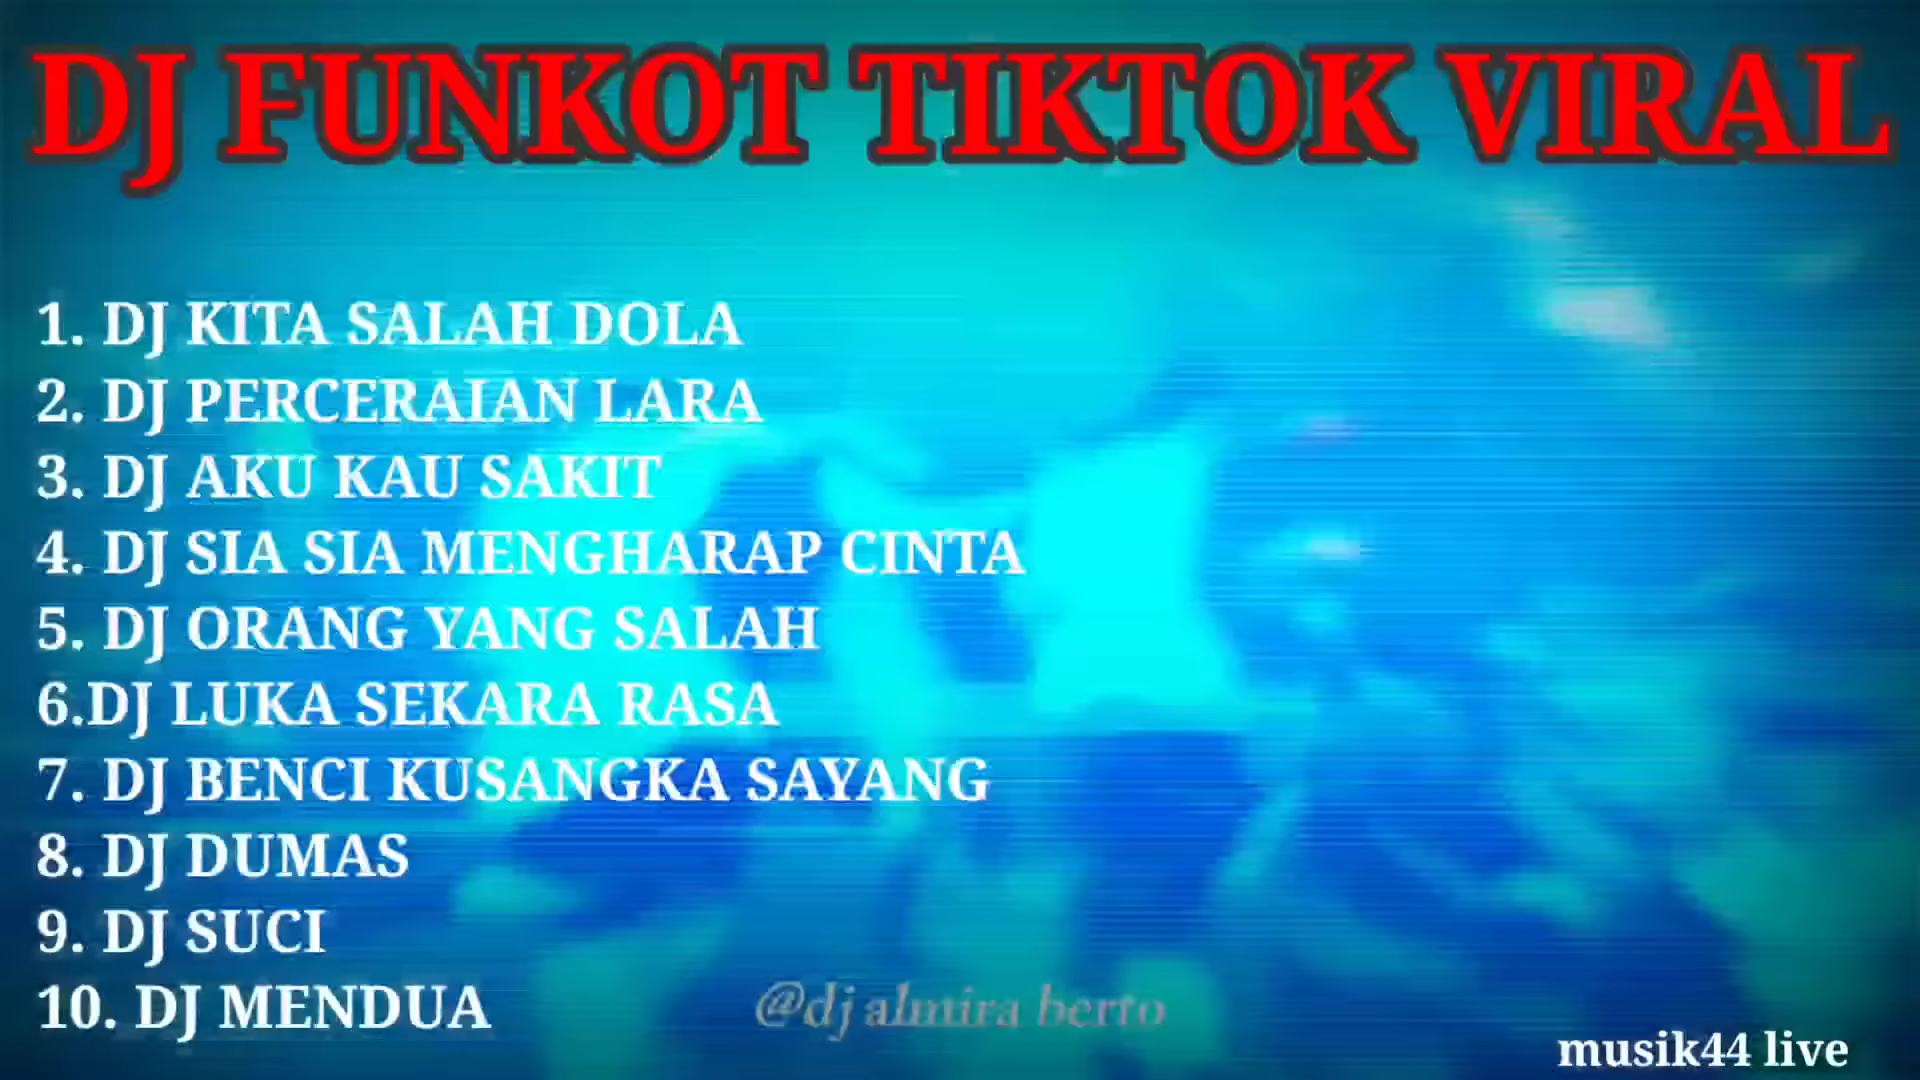 DJ FUNKOT TIKTOK VIRAL
1. DJ KITA SALAH DOLA
2. DJ PERCERAIAN LARA
3. DJ AKU KAU SAKIT
4. DJ SIA SIA MENGHARAP CINTA
5. DJ ORANG YANG SALAH
6.DJ LUKA SEKARA RASA
7. DJ BENCI KUSANGKA SAYANG
8. DJ DUMAS
9. DJ SUCI
10. DJ MENDUA
@dj almira berto
musik44 live